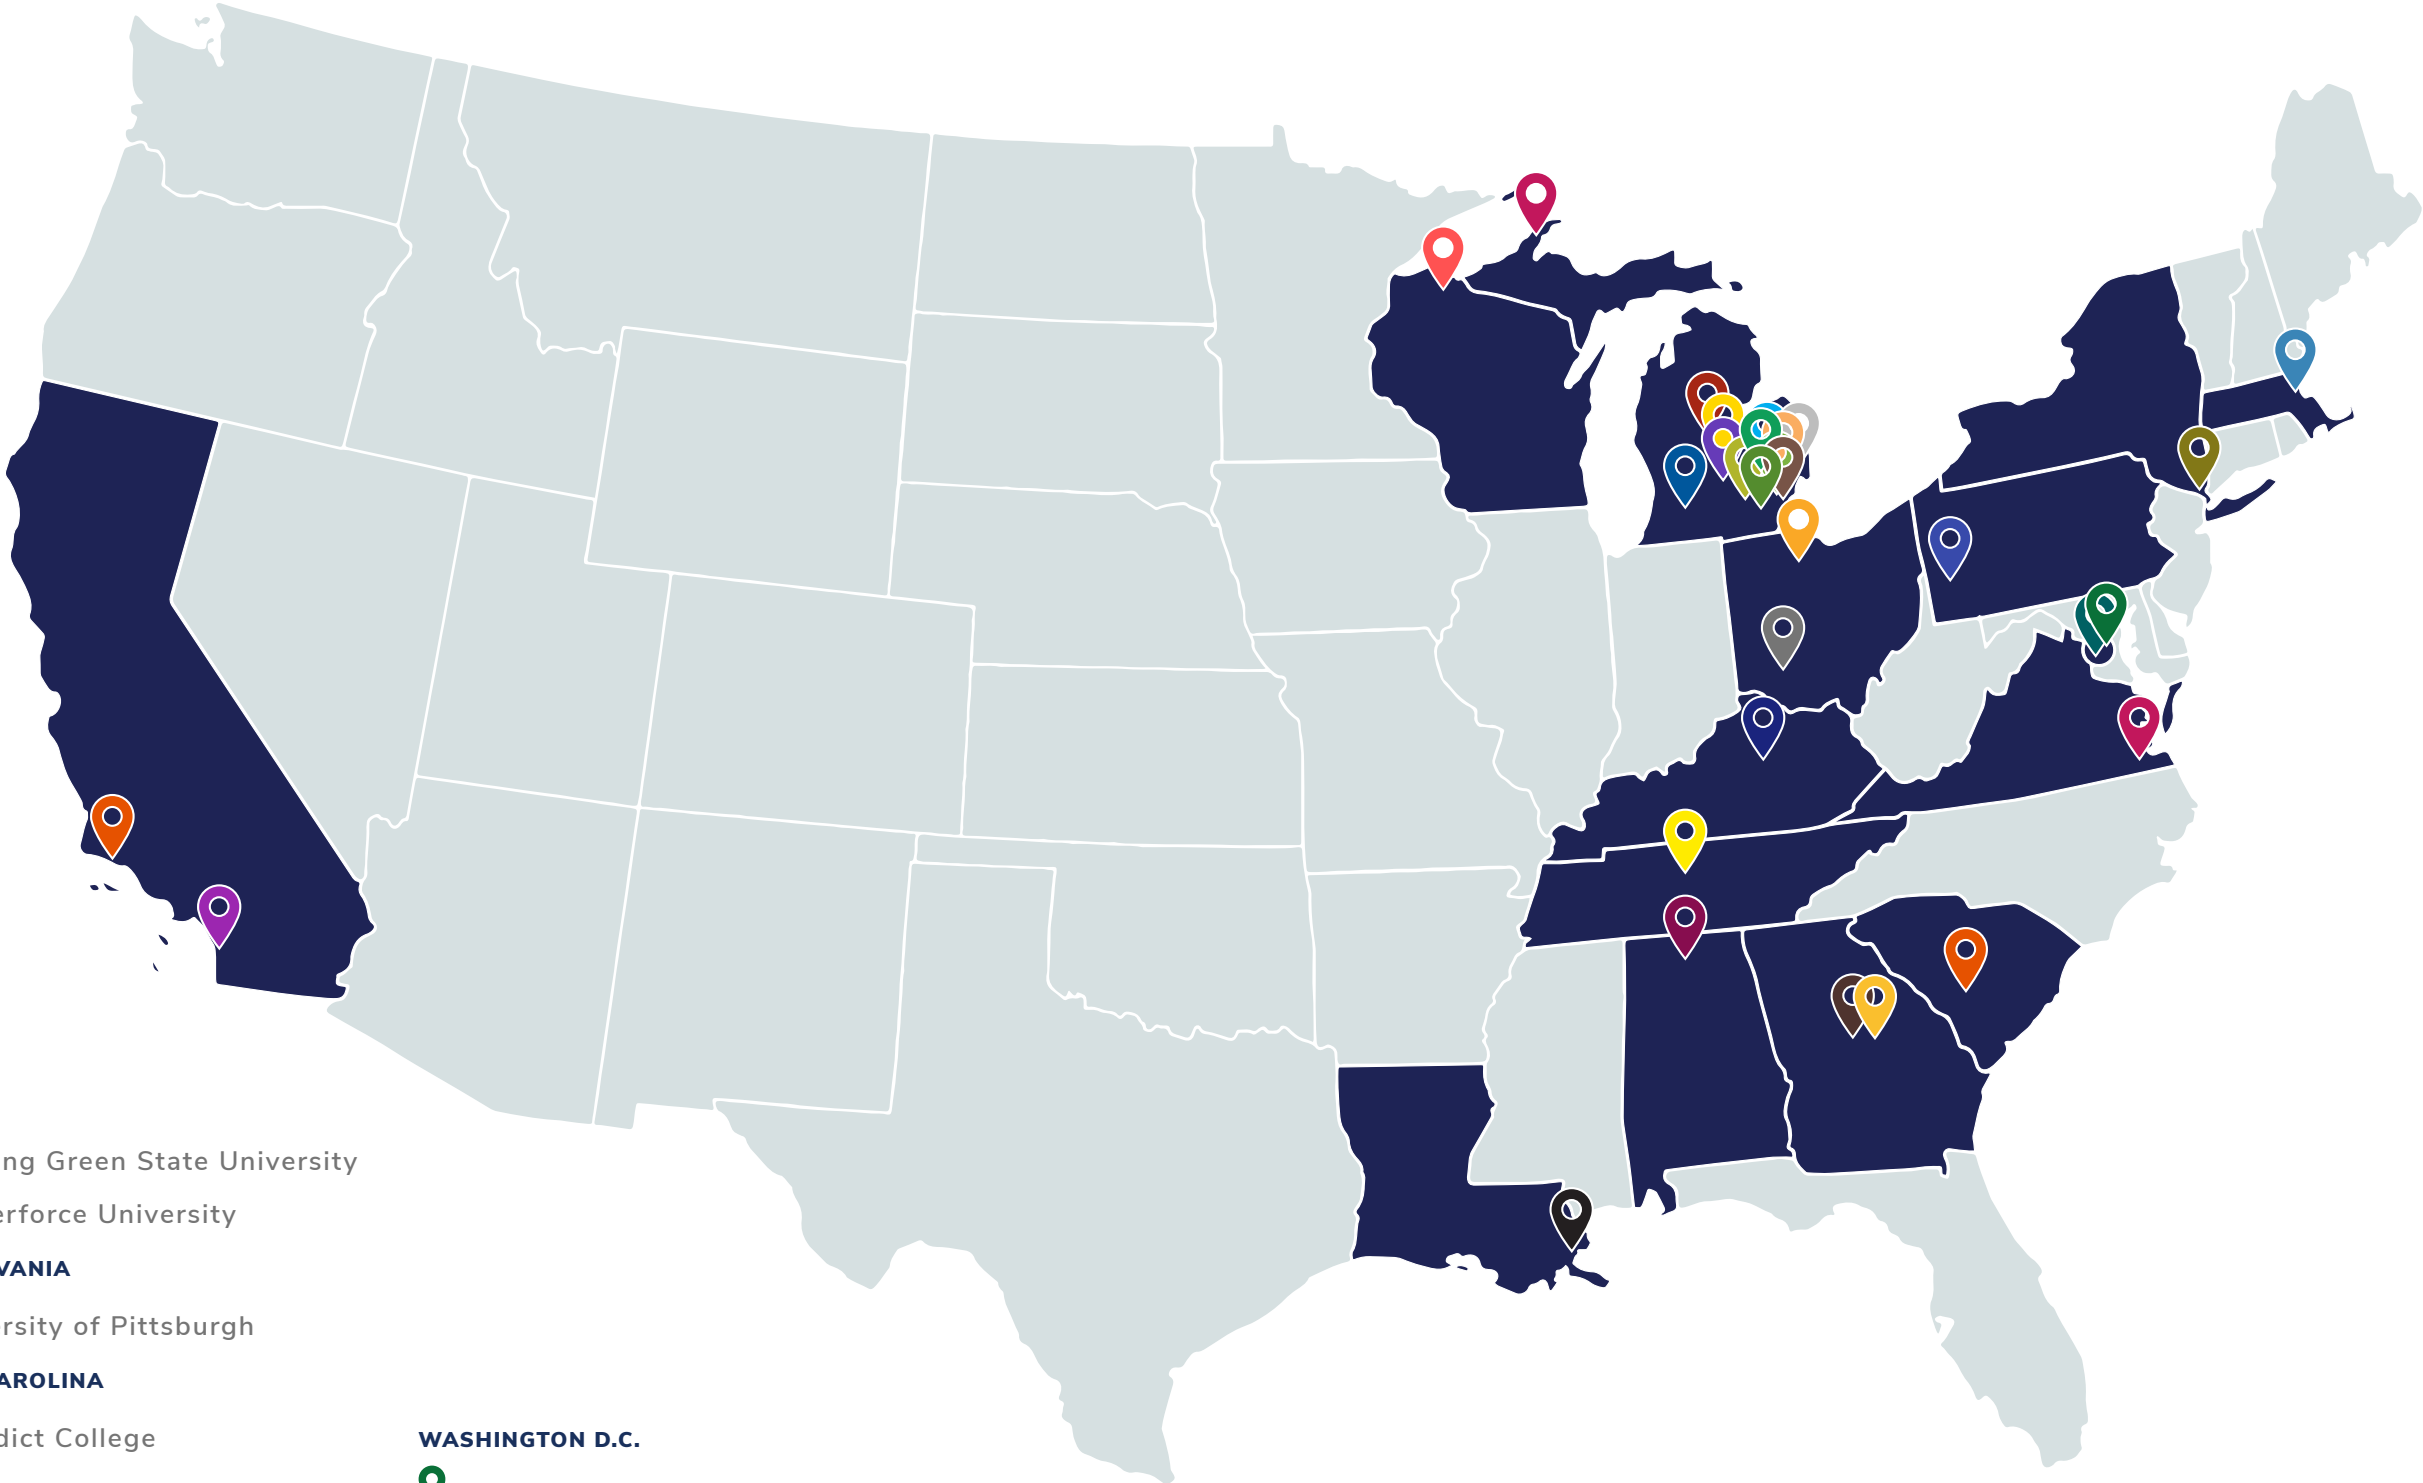 ng Green State University
erforce University
VANIA
rsity of Pittsburgh
AROLINA
dict College
WASHINGTON D.C.